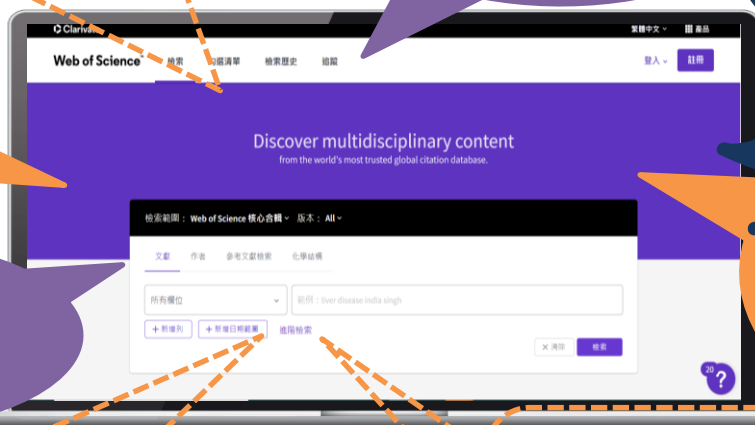 Clariva
繁體中文
產品
Web of Science
檢索
勾選清單
檢索歷史
追蹤
登入
註冊
Discover multidisciplinary content
from the world's most trusted global citation database.
檢索範圍： Web of Science 核心合輯 版本： All
文獻 作者 參考文獻檢索 化學結構
所有欄位
範例：liver disease india singh
+ 新增列 + 新增日期範圍 進階檢索
× 清除 檢索
20
?